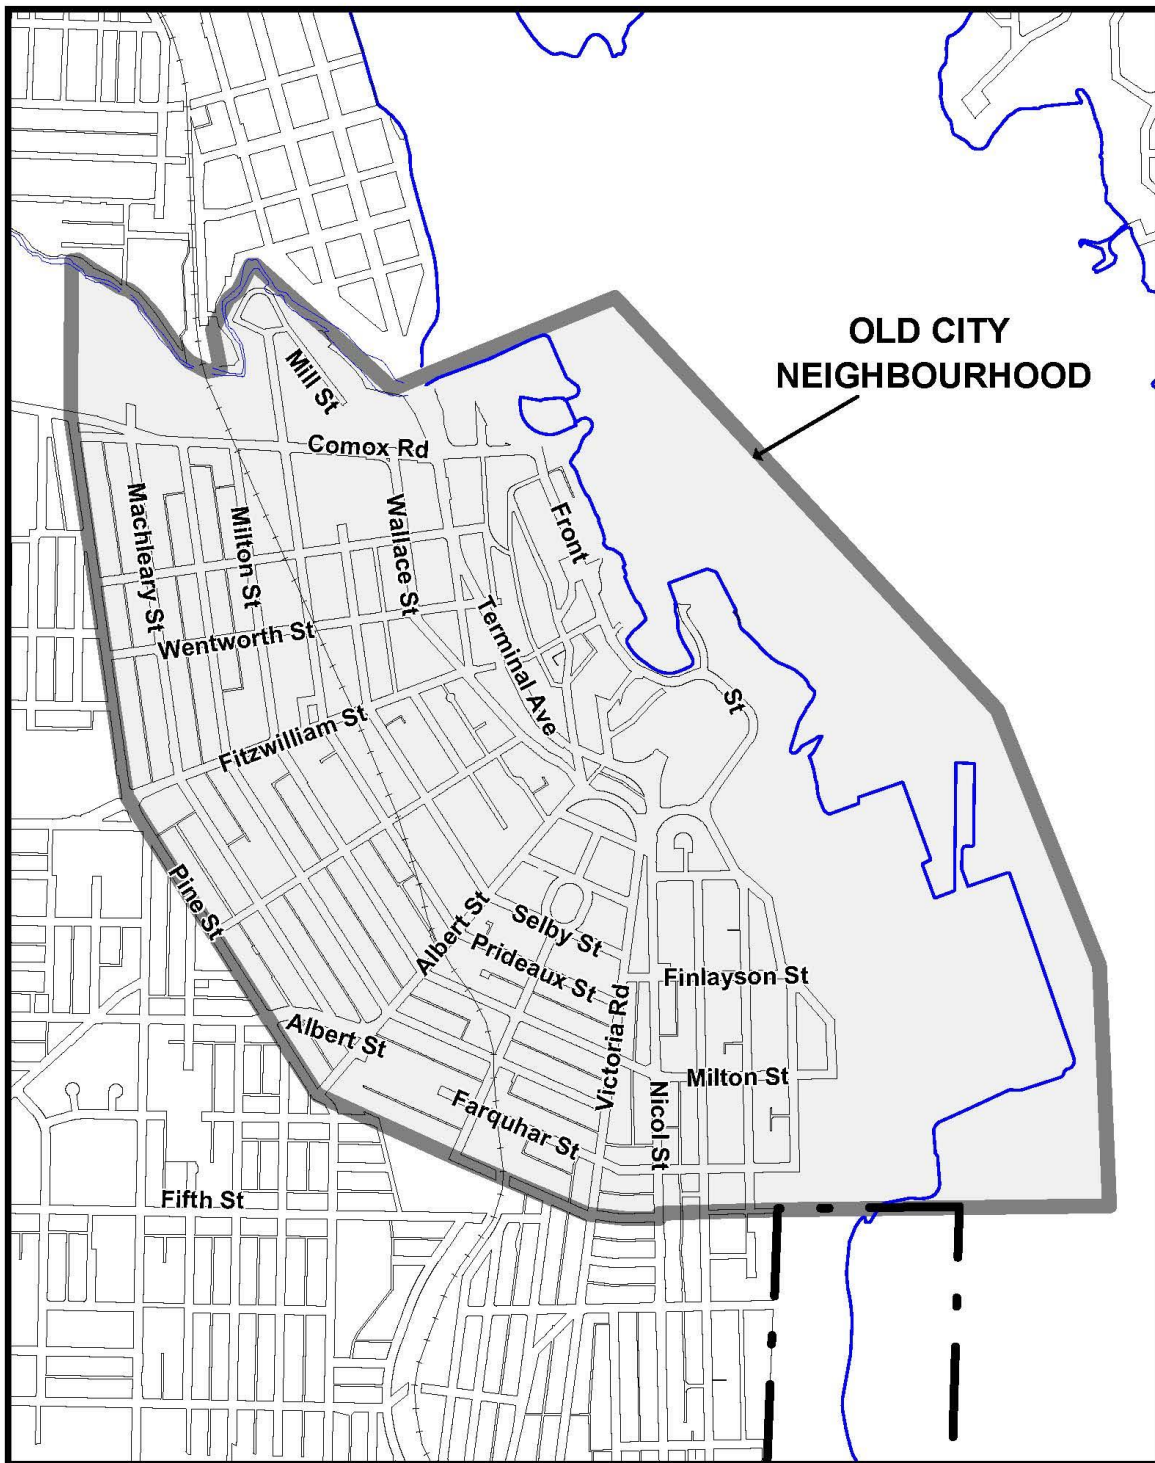 OLD CITY
NEIGHBOURHOOD
Mill St
Comox Rd
Machleary St
Milton St
Wallace St
Front
Wentworth St
Terminal Ave
Fitzwilliam St
St
Pine St
Albert St
Selby St
Prideaux St
Finlayson St
Victoria Rd
Albert St
Milton St
Nicol St
Farquhar St
Fifth St